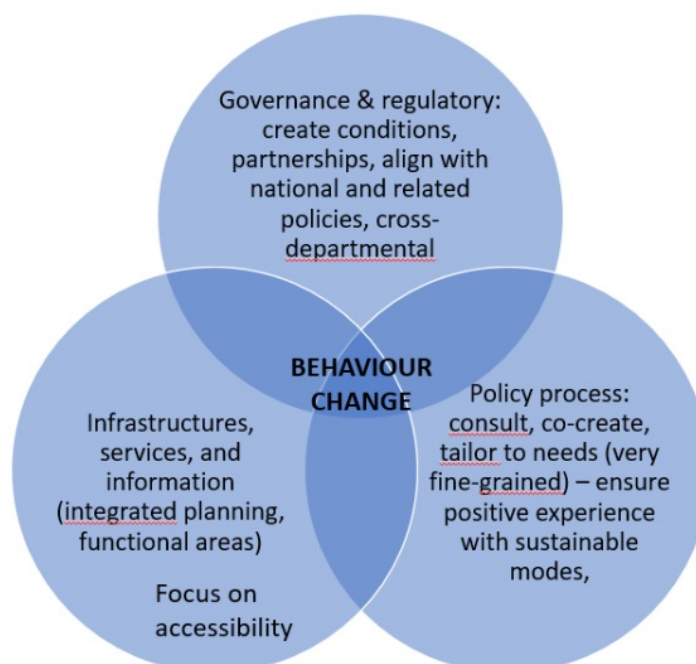 Governance & regulatory:
create conditions,
partnerships, align with
national and related
policies, cross-
departmental
BEHAVIOUR
CHANGE
Infrastructures,
services, and
information
(integrated planning,
functional areas)
Focus on
accessibility
Policy process:
consult, co-create,
tailor to needs (very
fine-grained) – ensure
positive experience
with sustainable
modes,